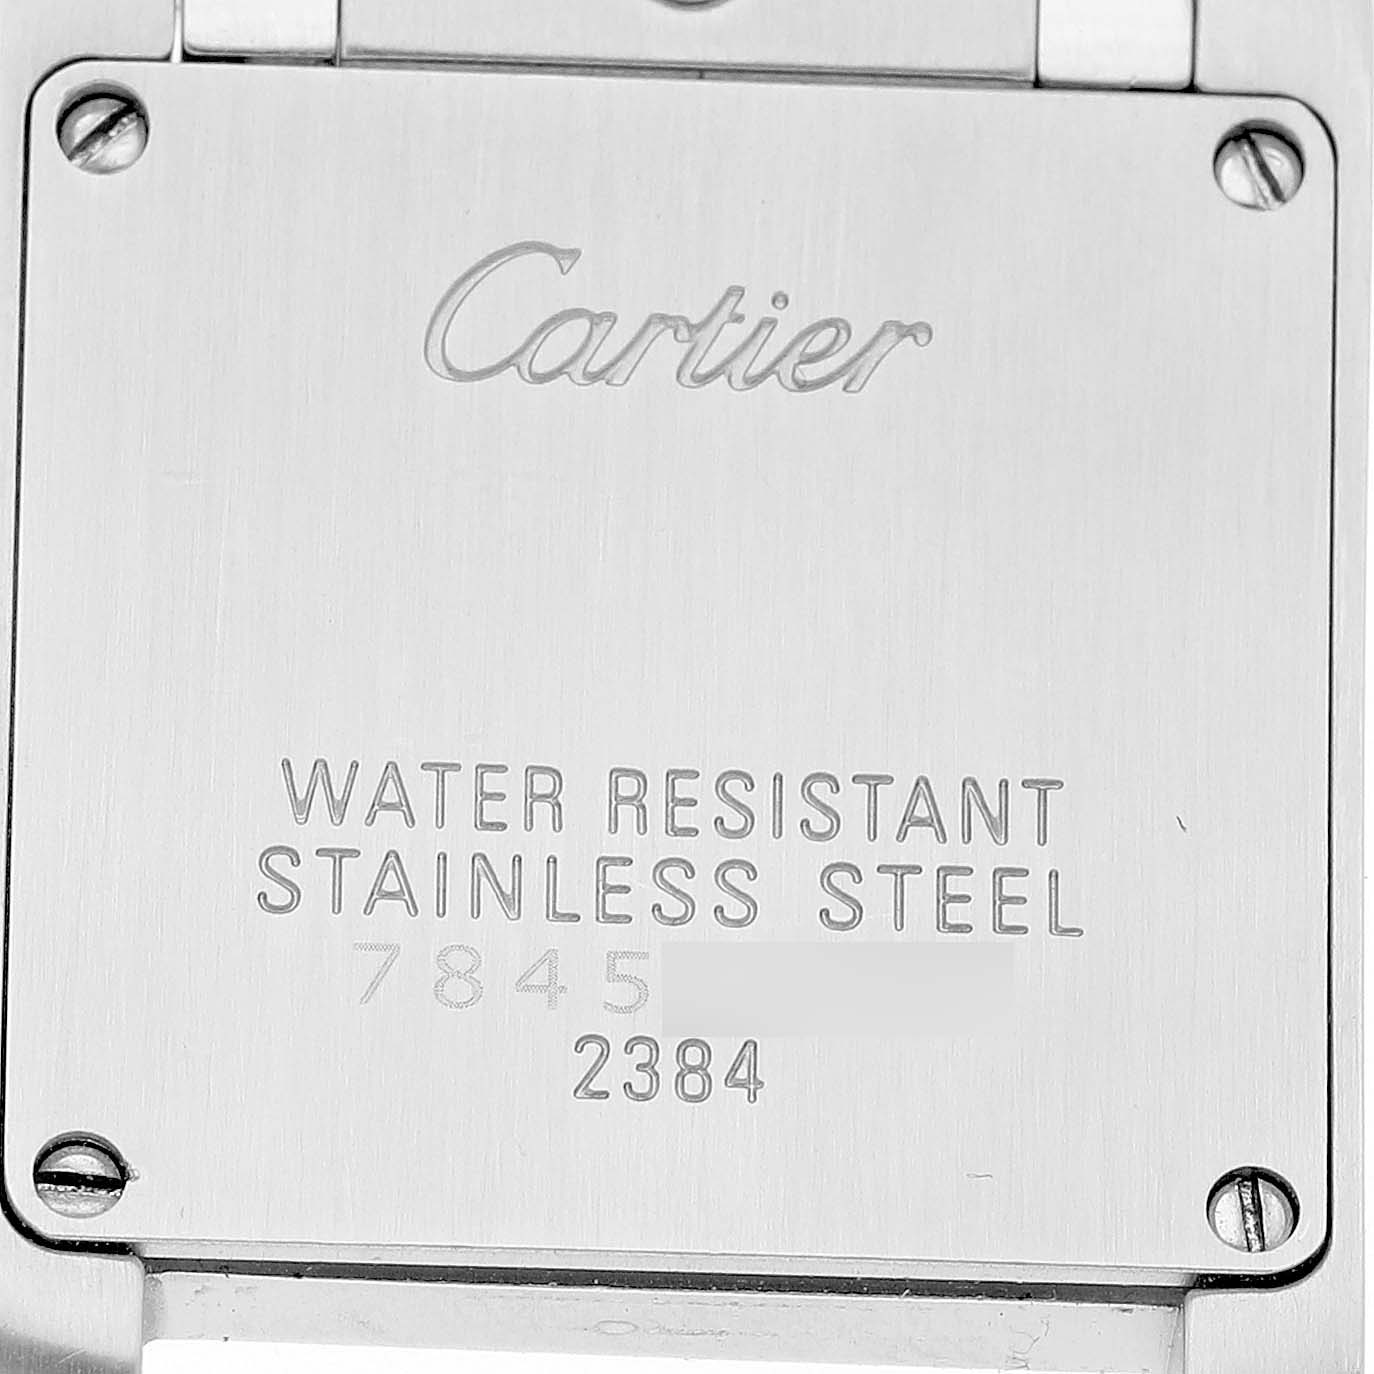 Cartier
WATER RESISTANT
STAINLESS STEEL
7845
2384